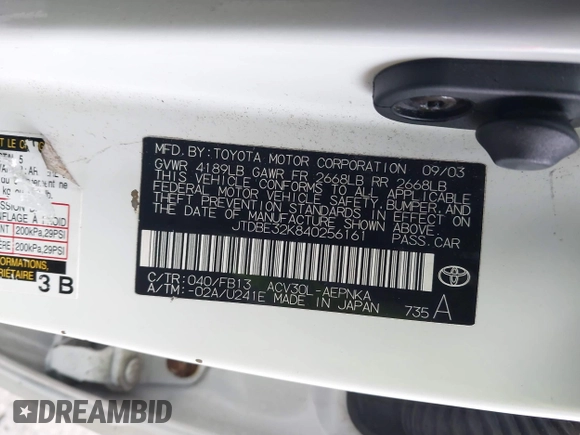 MFD. BY: TOYOTA MOTOR CORPORATION 09/03
GVWR 4189LB GAWR FR 2668LB RR 2668LB
THIS VEHICLE CONFORMS TO ALL APPLICABLE
FEDERAL MOTOR VEHICLE SAFETY, BUMPER, AND
THEFT PREVENTION STANDARDS IN EFFECT ON
THE DATE OF MANUFACTURE SHOWN ABOVE.
JTDBE32K840256161 PASS.CAR
C/TR: 040/FB13 ACV30L-AEPNKA
A/TM: -02A/U241E MADE IN JAPAN 735 A
TOYOTA
200kPa,29PSI
200kPa,29PSI
3 B
DREAMBID